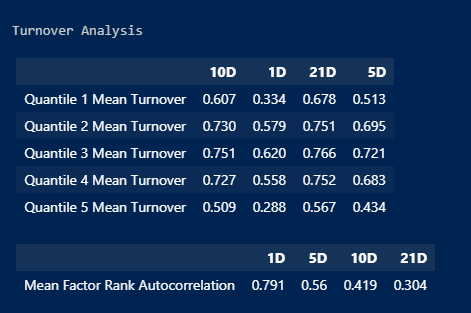 Turnover Analysis
10D 1D 21D 5D
Quantile 1 Mean Turnover 0.607 0.334 0.678 0.513
Quantile 2 Mean Turnover 0.730 0.579 0.751 0.695
Quantile 3 Mean Turnover 0.751 0.620 0.766 0.721
Quantile 4 Mean Turnover 0.727 0.558 0.752 0.683
Quantile 5 Mean Turnover 0.509 0.288 0.567 0.434
1D 5D 10D 21D
Mean Factor Rank Autocorrelation 0.791 0.56 0.419 0.304